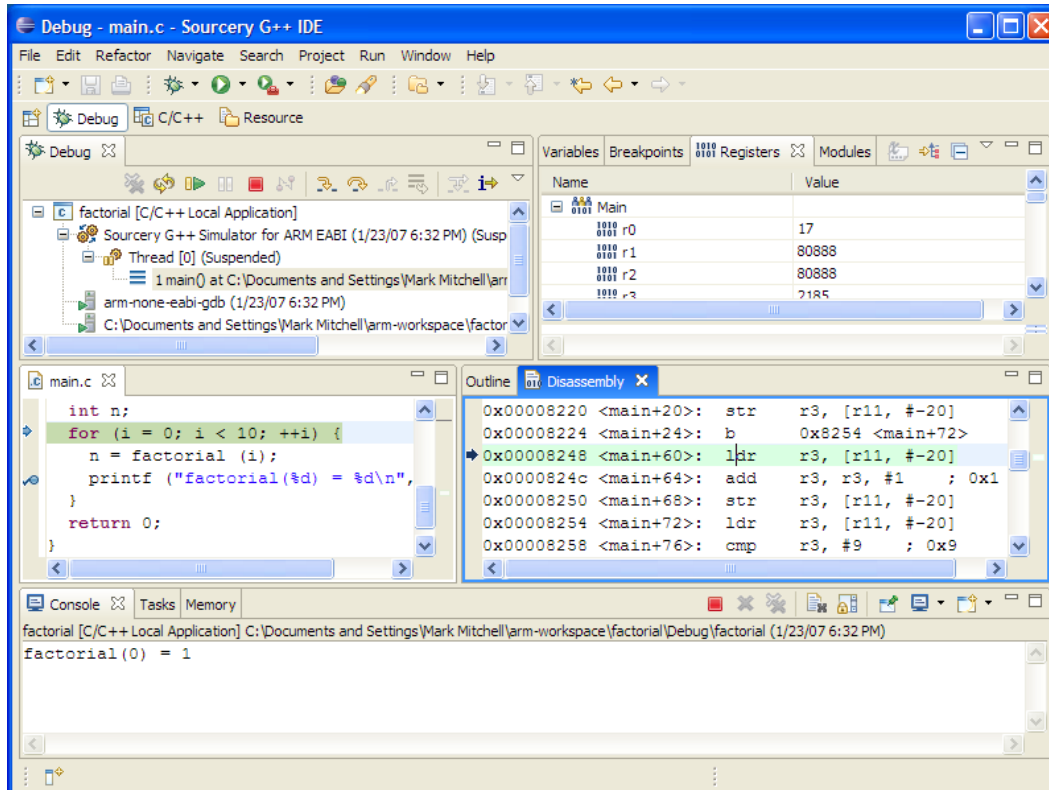 Debug - main.c - Sourcery G++ IDE
File Edit Refactor Navigate Search Project Run Window Help
Debug C/C++ Resource
Debug
factorial [C/C++ Local Application]
Sourcery G++ Simulator for ARM EABI (1/23/07 6:32 PM) (Susp
Thread [0] (Suspended)
1 main() at C:\Documents and Settings\Mark Mitchell\arr
arm-none-eabi-gdb (1/23/07 6:32 PM)
C:\Documents and Settings\Mark Mitchell\arm-workspace\factor
Variables Breakpoints Registers Modules
Name Value
Main
r0 17
r1 80888
r2 80888
r3 2185
main.c
int n;
for (i = 0; i < 10; ++i) {
n = factorial (i);
printf ("factorial(%d) = %d\n",
}
return 0;
}
Outline Disassembly
0x00008220 <main+20>: str r3, [r11, #-20]
0x00008224 <main+24>: b 0x8254 <main+72>
0x00008248 <main+60>: ldr r3, [r11, #-20]
0x0000824c <main+64>: add r3, r3, #1 ; 0x1
0x00008250 <main+68>: str r3, [r11, #-20]
0x00008254 <main+72>: ldr r3, [r11, #-20]
0x00008258 <main+76>: cmp r3, #9 ; 0x9
Console Tasks Memory
factorial [C/C++ Local Application] C:\Documents and Settings\Mark Mitchell\arm-workspace\factorial\Debug\factorial (1/23/07 6:32 PM)
factorial(0) = 1